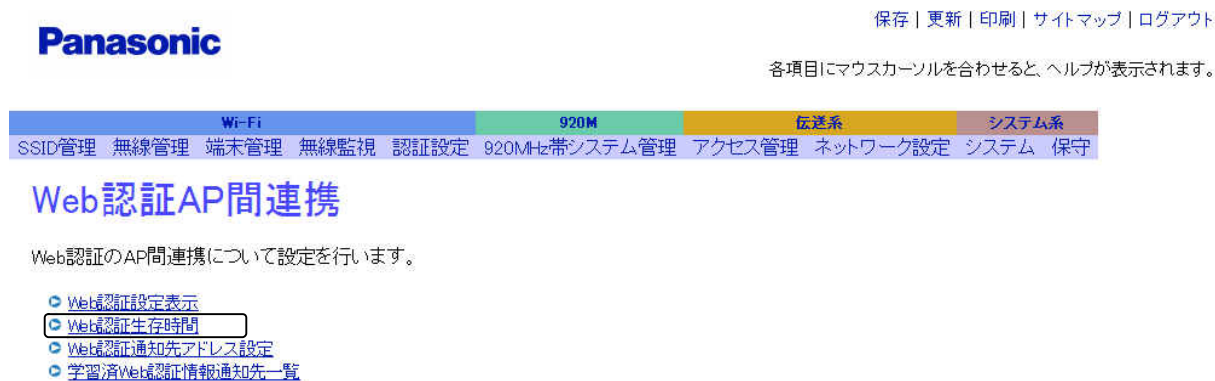 Panasonic
保存 | 更新 | 印刷 | サイトマップ | ログアウト
各項目にマウスカーソルを合わせると、ヘルプが表示されます。
Wi-Fi 920M 伝送系 システム系
SSID管理 無線管理 端末管理 無線監視 認証設定 920MHz帯システム管理 アクセス管理 ネットワーク設定 システム 保守
Web認証AP間連携
Web認証のAP間連携について設定を行います。
Web認証設定表示
Web認証生存時間
Web認証通知先アドレス設定
学習済Web認証情報通知先一覧